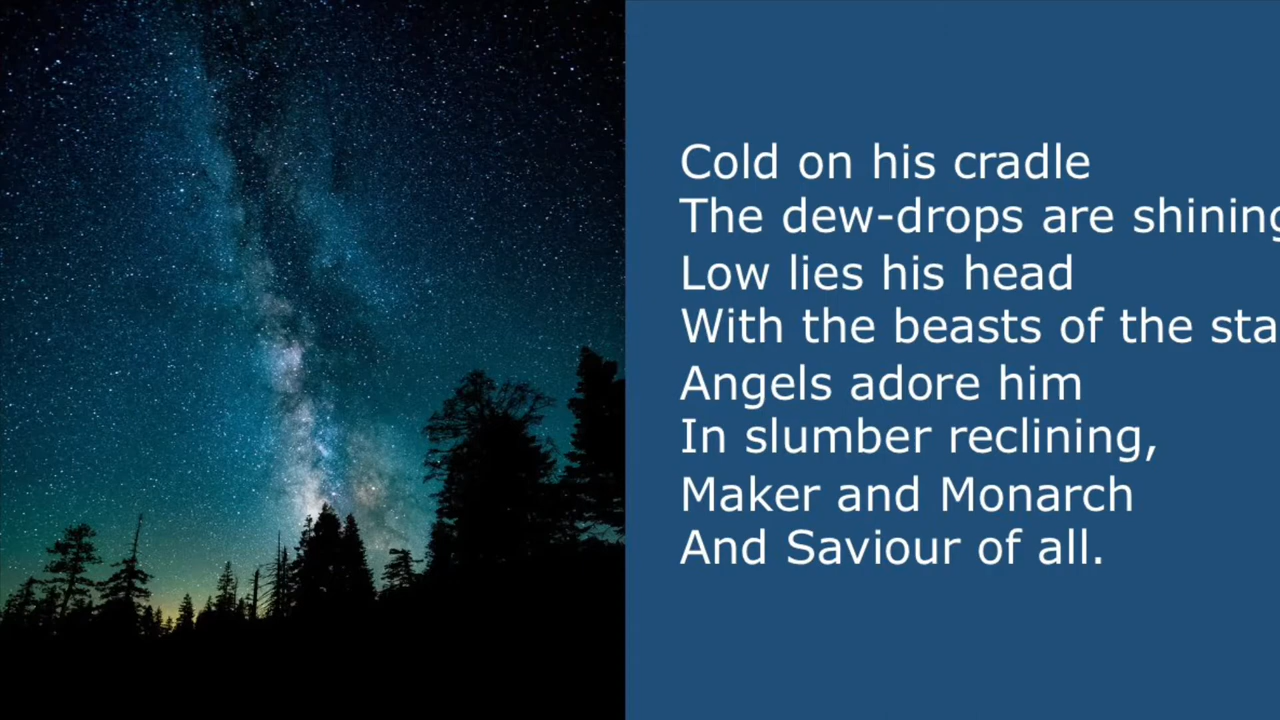 Cold on his cradle
The dew-drops are shining
Low lies his head
With the beasts of the
Angels adore him
In slumber reclining,
Maker and Monarch
And Saviour of all.